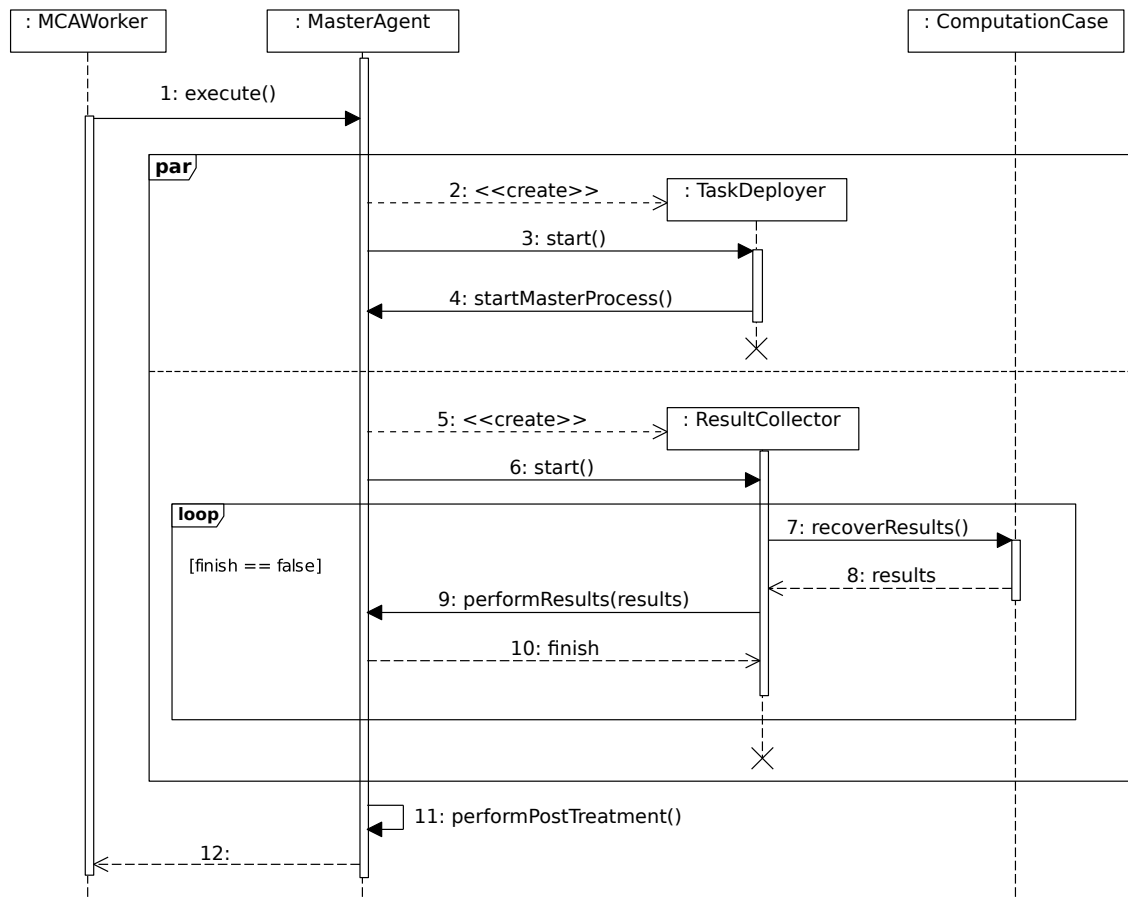 : MCAWorker
: MasterAgent
: ComputationCase
1: execute()
par
2: <<create>>
: TaskDeployer
3: start()
4: startMasterProcess()
5: <<create>>
: ResultCollector
6: start()
loop
7: recoverResults()
[finish == false]
8: results
9: performResults(results)
10: finish
11: performPostTreatment()
12: